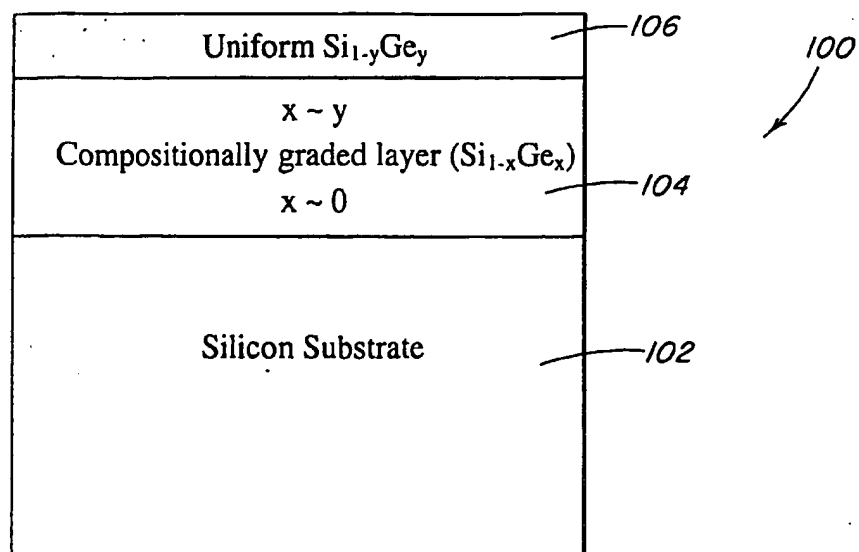 Uniform Si₁₋yGey
106
100
x ~ y
Compositionally graded layer (Si₁₋ₓGeₓ)
104
x ~ 0
Silicon Substrate
102